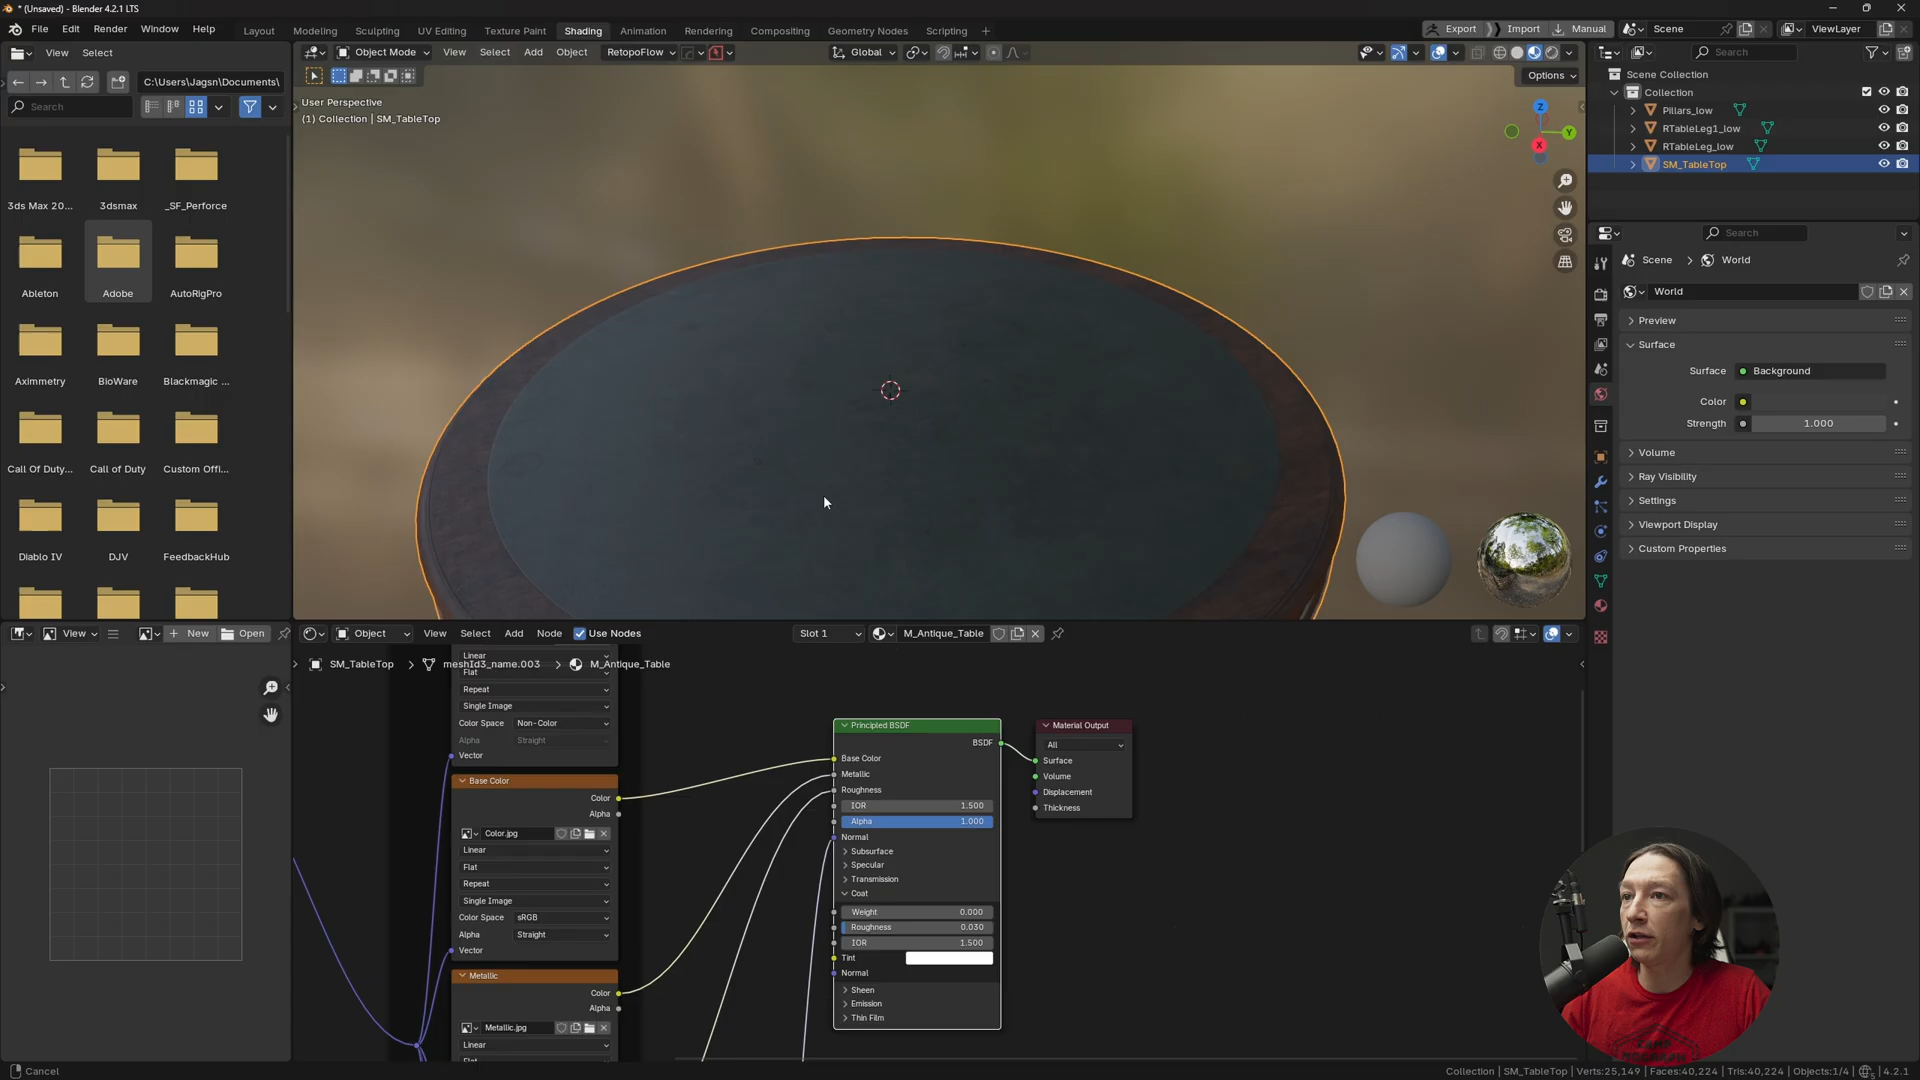 * (Unsaved) - Blender 4.2.1 LTS
File Edit Render Window Help
Layout Modeling Sculpting UV Editing Shading Texture Paint Animation Rendering Compositing Geometry Nodes Scripting +
Export Import Manual Scene ViewLayer
View Select
C:\Users\Jagsn\Documents\
Search
3ds Max 20... 3dsmax _SF_Perforce
Ableton Adobe AutoRigPro
Aximmetry BioWare Blackmagic ...
Call Of Duty... Call of Duty Custom Offi...
Diablo IV DJV FeedbackHub
Object Mode View Select Add Object RetopoFlow Global
Options
User Perspective
(1) Collection | SM_TableTop
Z
Y
X
Search
Scene Collection
Collection
Pillars_low
RTableLeg1_low
RTableLeg_low
SM_TableTop
Search
Scene > World
World
Preview
Surface
Surface Background
Color
Strength 1.000
Volume
Ray Visibility
Settings
Viewport Display
Custom Properties
View New Open
Object View Select Add Node Use Nodes Slot 1 M_Antique_Table
SM_TableTop > meshId3_name.003 > M_Antique_Table
Linear
Flat
Repeat
Single Image
Color Space Non-Color
Alpha Straight
Vector
Base Color
Color
Alpha
Color.jpg
Linear
Flat
Repeat
Single Image
Color Space sRGB
Alpha Straight
Vector
Metallic
Color
Alpha
Metallic.jpg
Linear
Flat
Principled BSDF
BSDF
Base Color
Metallic
Roughness
IOR 1.500
Alpha 1.000
Normal
Subsurface
Specular
Transmission
Coat
Weight 0.000
Roughness 0.030
IOR 1.500
Tint
Normal
Sheen
Emission
Thin Film
Material Output
All
Surface
Volume
Displacement
Thickness
CAMP
MOGRAPH
Cancel
Collection | SM_TableTop | Verts:25,149 | Faces:40,224 | Tris:40,224 | Objects:1/4 | 4.2.1